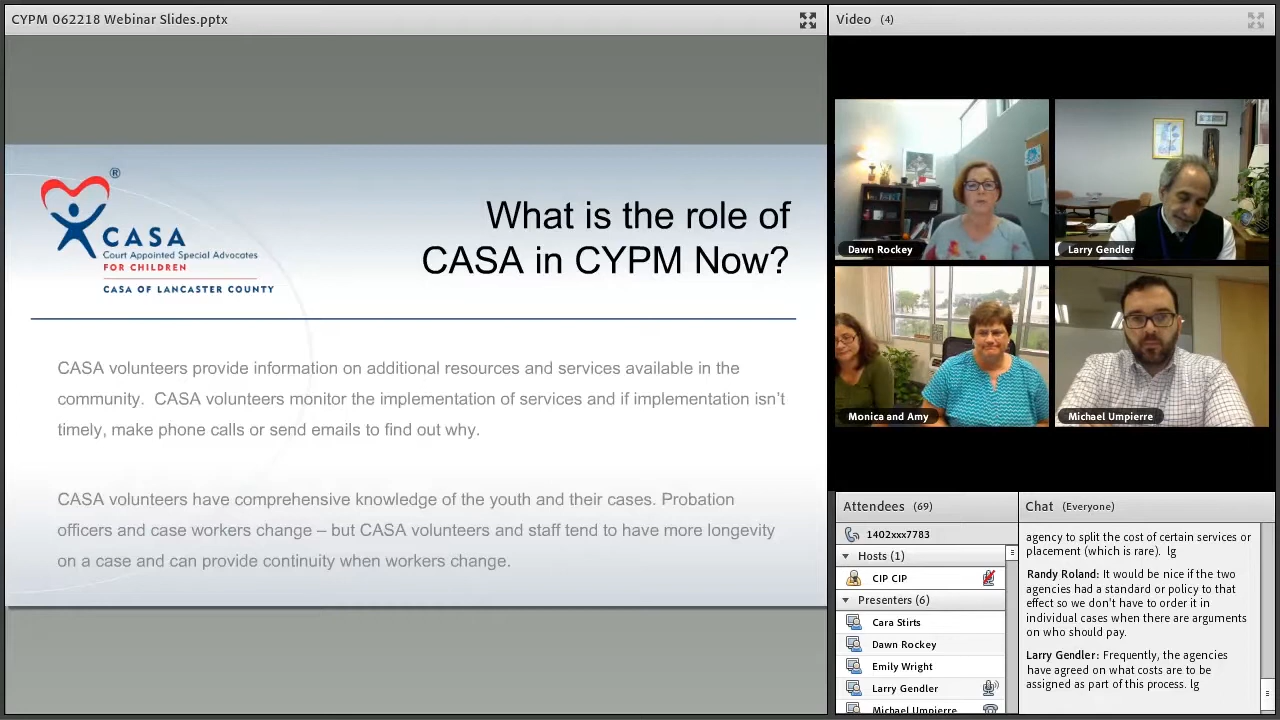 CYPM 062218 Webinar Slides.pptx
®
CASA
Court Appointed Special Advocates
FOR CHILDREN
CASA OF LANCASTER COUNTY
What is the role of
CASA in CYPM Now?
CASA volunteers provide information on additional resources and services available in the
community.  CASA volunteers monitor the implementation of services and if implementation isn't
timely, make phone calls or send emails to find out why.
CASA volunteers have comprehensive knowledge of the youth and their cases. Probation
officers and case workers change – but CASA volunteers and staff tend to have more longevity
on a case and can provide continuity when workers change.
Video (4)
Dawn Rockey
Larry Gendler
Monica and Amy
Michael Umpierre
Attendees (69)
1402xxx7783
Hosts (1)
CIP CIP
Presenters (6)
Cara Stirts
Dawn Rockey
Emily Wright
Larry Gendler
Michael Umpierre
Chat (Everyone)
agency to split the cost of certain services or
placement (which is rare).  lg
Randy Roland: It would be nice if the two
agencies had a standard or policy to that
effect so we don't have to order it in
individual cases when there are arguments
on who should pay.
Larry Gendler: Frequently, the agencies
have agreed on what costs are to be
assigned as part of this process. lg